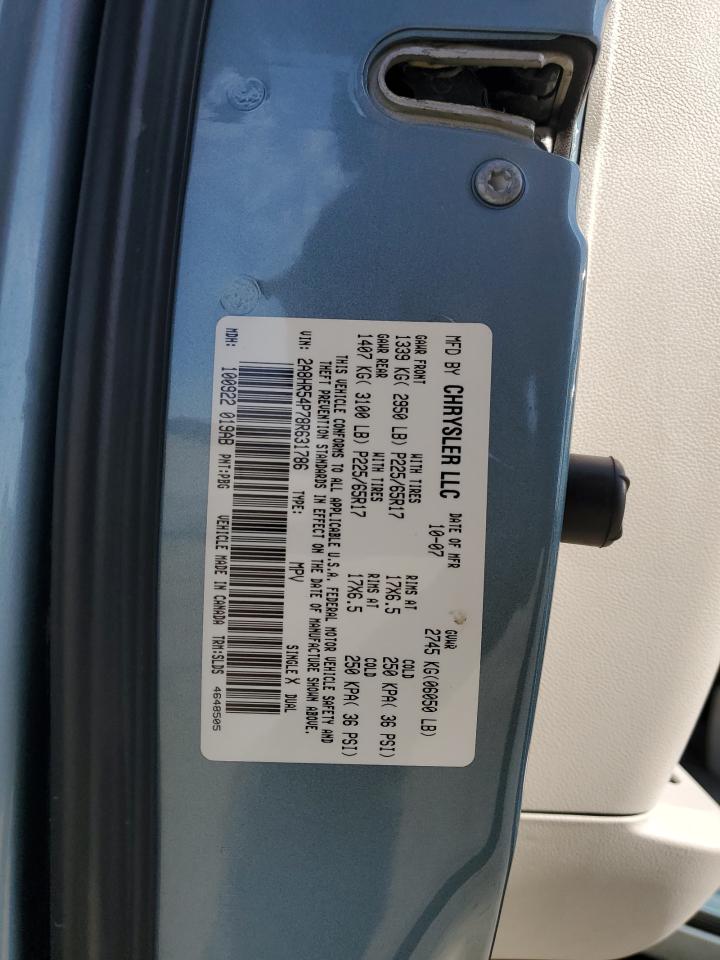 MFD BY CHRYSLER LLC DATE OF MFR 10-07 GVWR 2745 KG(06050 LB)
GAWR FRONT WITH TIRES RIMS AT COLD
1339 KG( 2950 LB) P225/65R17 17X6.5 250 KPA( 36 PSI)
GAWR REAR WITH TIRES RIMS AT COLD
1407 KG( 3100 LB) P225/65R17 17X6.5 250 KPA( 36 PSI)
THIS VEHICLE CONFORMS TO ALL APPLICABLE U.S.A. FEDERAL MOTOR VEHICLE SAFETY AND
THEFT PREVENTION STANDARDS IN EFFECT ON THE DATE OF MANUFACTURE SHOWN ABOVE.
VIN: 2A8HR54P78R631786 TYPE: MPV SINGLE X DUAL
MDH: 100922 019AB PNT:PBG VEHICLE MADE IN CANADA TRM:SLDS 4648505